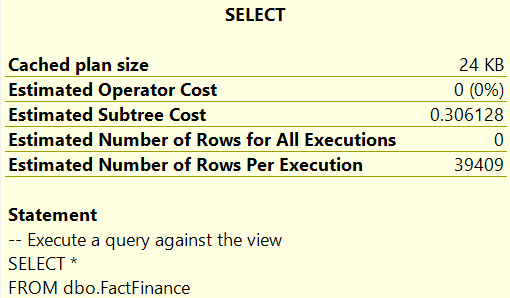 SELECT
Cached plan size 24 KB
Estimated Operator Cost 0 (0%)
Estimated Subtree Cost 0.306128
Estimated Number of Rows for All Executions 0
Estimated Number of Rows Per Execution 39409
Statement
-- Execute a query against the view
SELECT *
FROM dbo.FactFinance